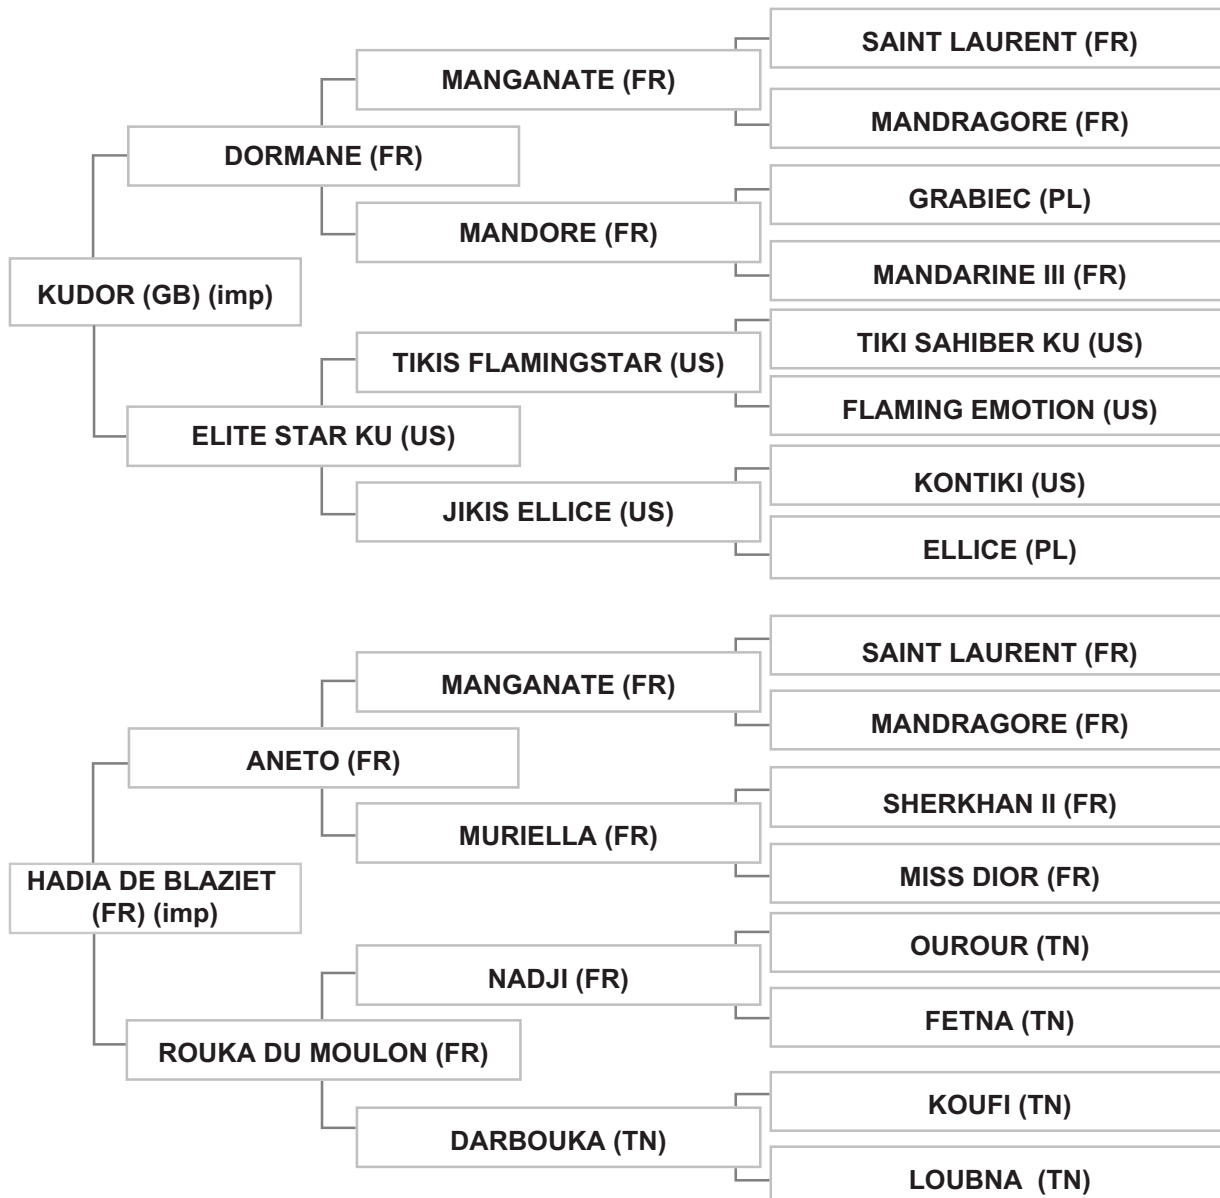 SAINT LAURENT (FR)
MANGANATE (FR)
MANDRAGORE (FR)
DORMANE (FR)
GRABIEC (PL)
MANDORE (FR)
MANDARINE III (FR)
KUDOR (GB) (imp)
TIKI SAHIBER KU (US)
TIKIS FLAMINGSTAR (US)
FLAMING EMOTION (US)
ELITE STAR KU (US)
KONTIKI (US)
JIKIS ELLICE (US)
ELLICE (PL)
SAINT LAURENT (FR)
MANGANATE (FR)
MANDRAGORE (FR)
ANETO (FR)
SHERKHAN II (FR)
MURIELLA (FR)
MISS DIOR (FR)
HADIA DE BLAZIET
(FR) (imp)
OUROUR (TN)
NADJI (FR)
FETNA (TN)
ROUKA DU MOULON (FR)
KOUFI (TN)
DARBOUKA (TN)
LOUBNA (TN)